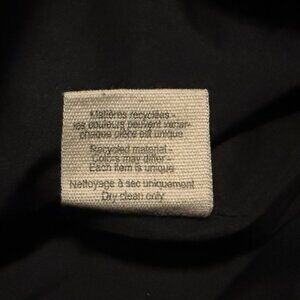 Matières recyclées -
les couleurs peuvent varier -
chaque pièce est unique
Recycled material -
Colors may differ -
Each item is unique
Nettoyage à sec uniquement
Dry clean only